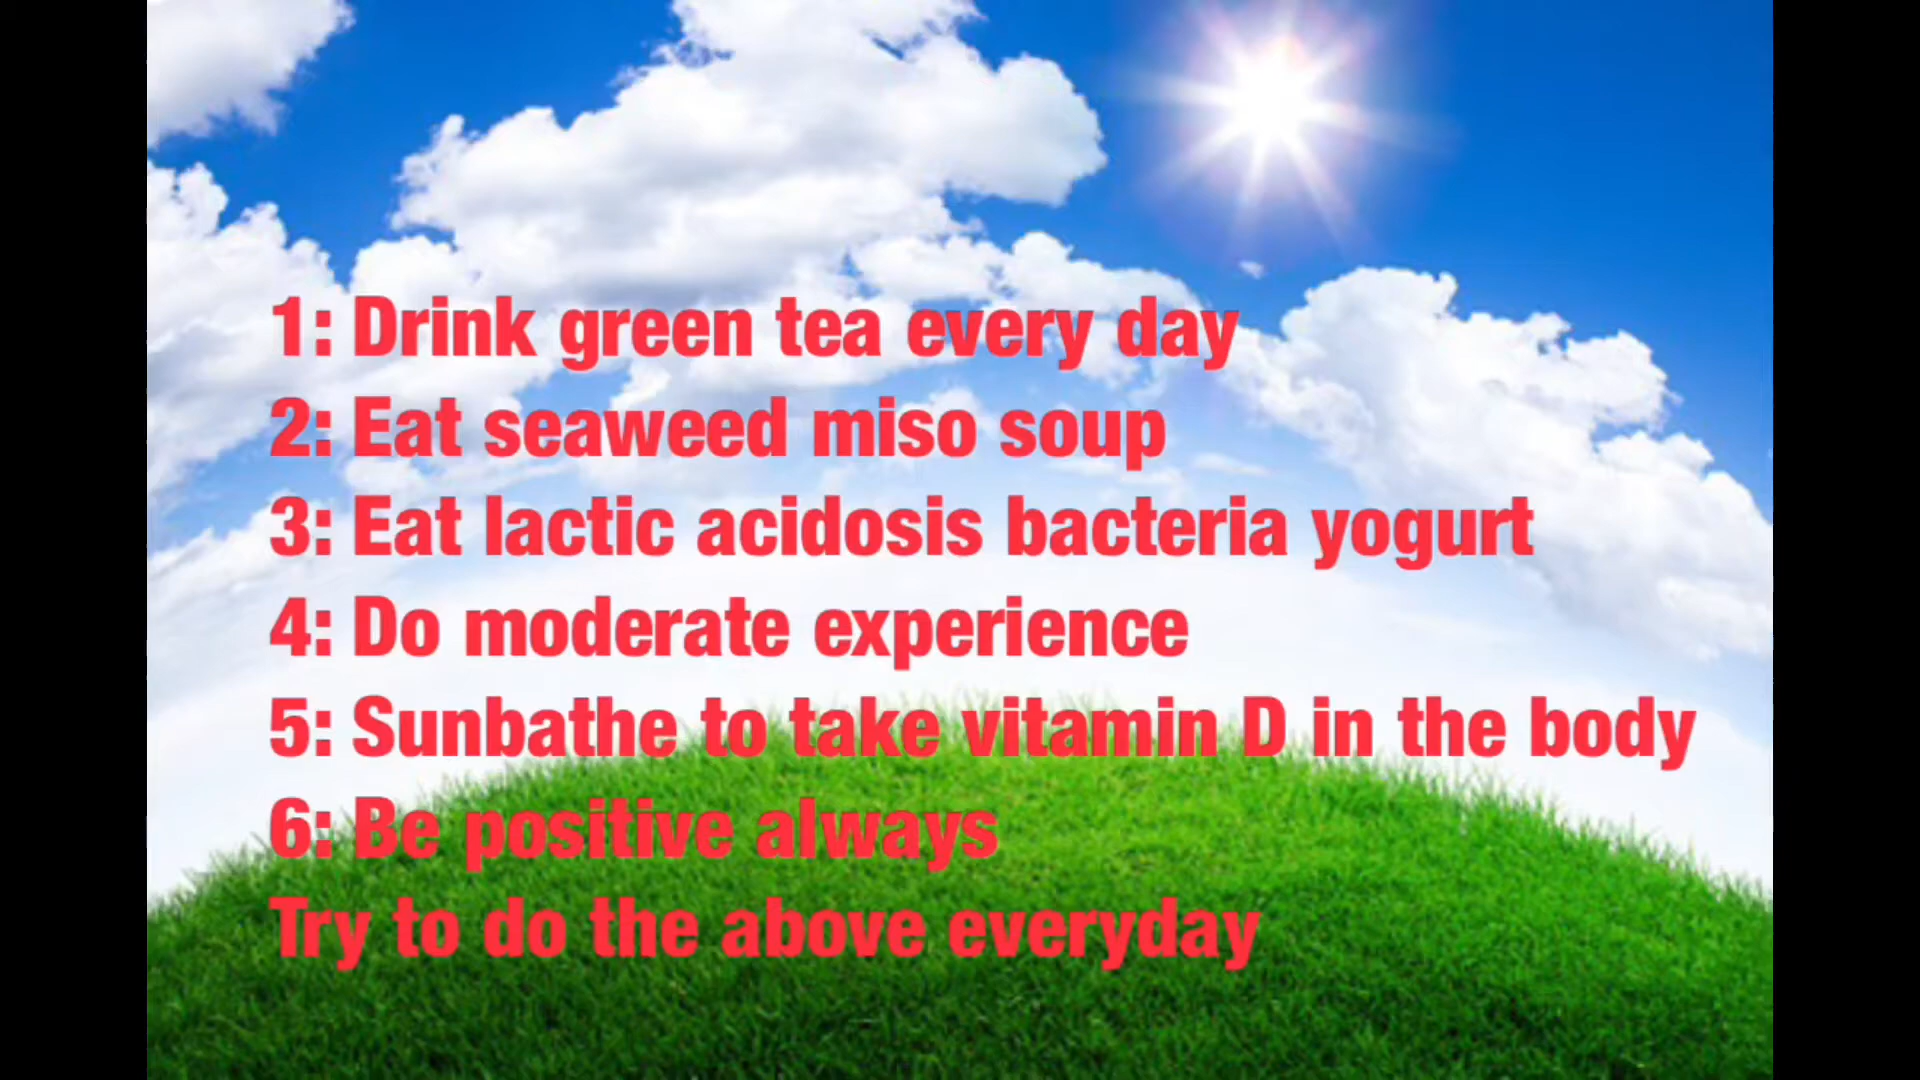 1: Drink green tea every day
2: Eat seaweed miso soup
3: Eat lactic acidosis bacteria yogurt
4: Do moderate experience
5: Sunbathe to take vitamin D in the body
6: Be positive always
Try to do the above everyday